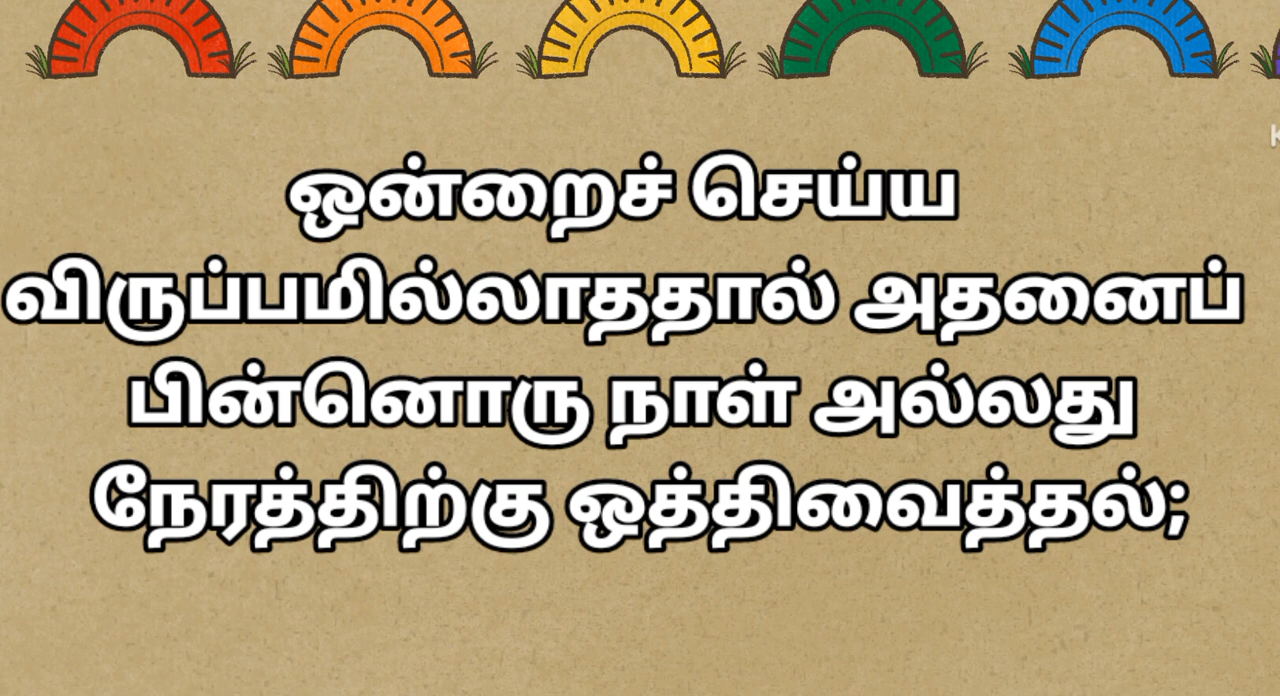 ஒன்றைச் செய்ய
விருப்பமில்லாததால் அதனைப்
பின்னொரு நாள் அல்லது
நேரத்திற்கு ஒத்திவைத்தல்;